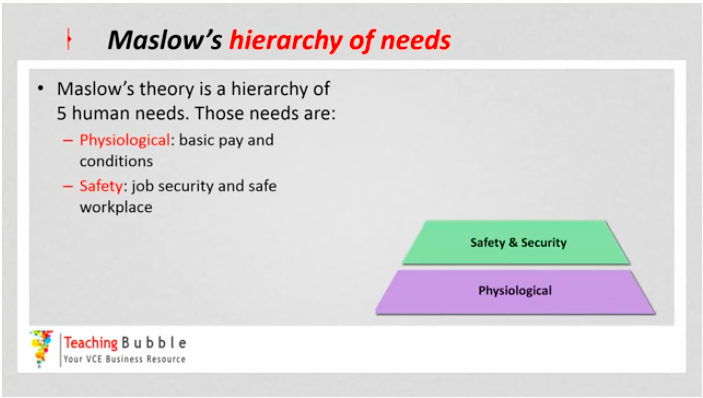 Maslow's hierarchy of needs
• Maslow's theory is a hierarchy of
5 human needs. Those needs are:
– Physiological: basic pay and
conditions
– Safety: job security and safe
workplace
Safety & Security
Physiological
Teaching Bubble
Your VCE Business Resource